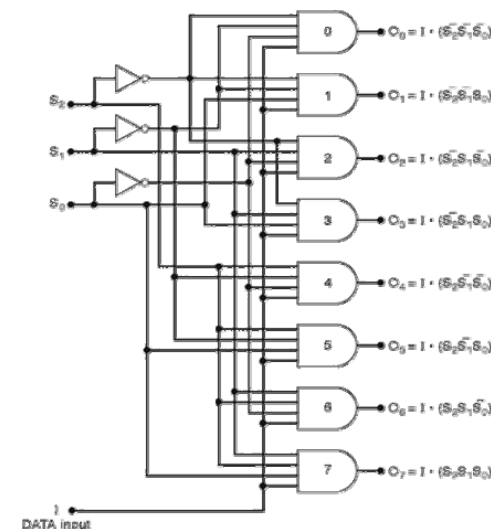 0 O₀ = I • (S̅₂S̅₁S̅₀)
1 O₁ = I • (S̅₂S̅₁S₀)
S₂
S₁
2 O₂ = I • (S̅₂S₁S̅₀)
S₀
3 O₃ = I • (S̅₂S₁S₀)
4 O₄ = I • (S₂S̅₁S̅₀)
5 O₅ = I • (S₂S̅₁S₀)
6 O₆ = I • (S₂S₁S̅₀)
7 O₇ = I • (S₂S₁S₀)
I
DATA input